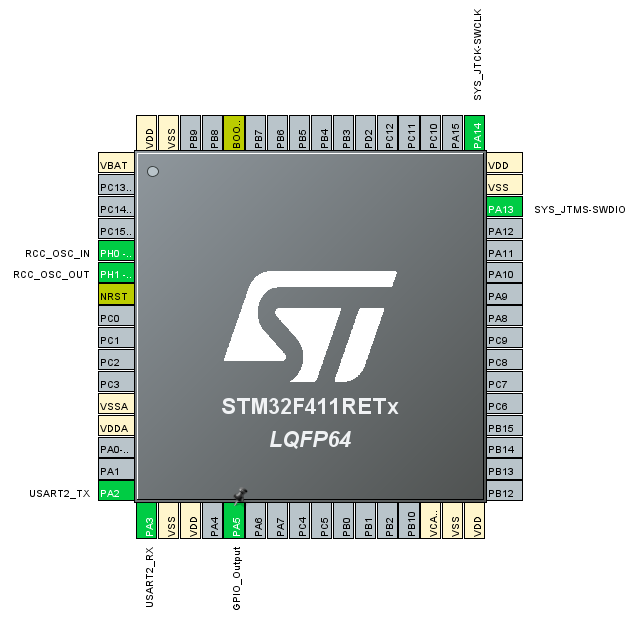 SYS_JTCK-SWCLK
VDD
VSS
PB9
PB8
BOO..
PB7
PB6
PB5
PB4
PB3
PD2
PC12
PC11
PC10
PA15
PA14
VBAT
PC13..
PC14..
PC15..
RCC_OSC_IN PH0 -..
RCC_OSC_OUT PH1 -..
NRST
PC0
PC1
PC2
PC3
VSSA
VDDA
PA0-..
PA1
USART2_TX PA2
VDD
VSS
PA13 SYS_JTMS-SWDIO
PA12
PA11
PA10
PA9
PA8
PC9
PC8
PC7
PC6
PB15
PB14
PB13
PB12
ST
STM32F411RETx
LQFP64
PA3
VSS
VDD
PA4
PA5
PA6
PA7
PC4
PC5
PB0
PB1
PB2
PB10
VCA..
VSS
VDD
USART2_RX
GPIO_Output